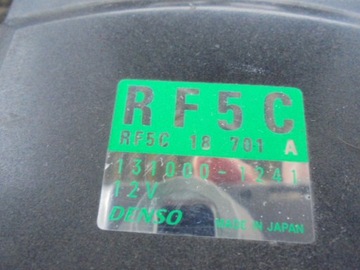 RF5C
RF5C 18 701 A
131000-1241
12V
DENSO MADE IN JAPAN